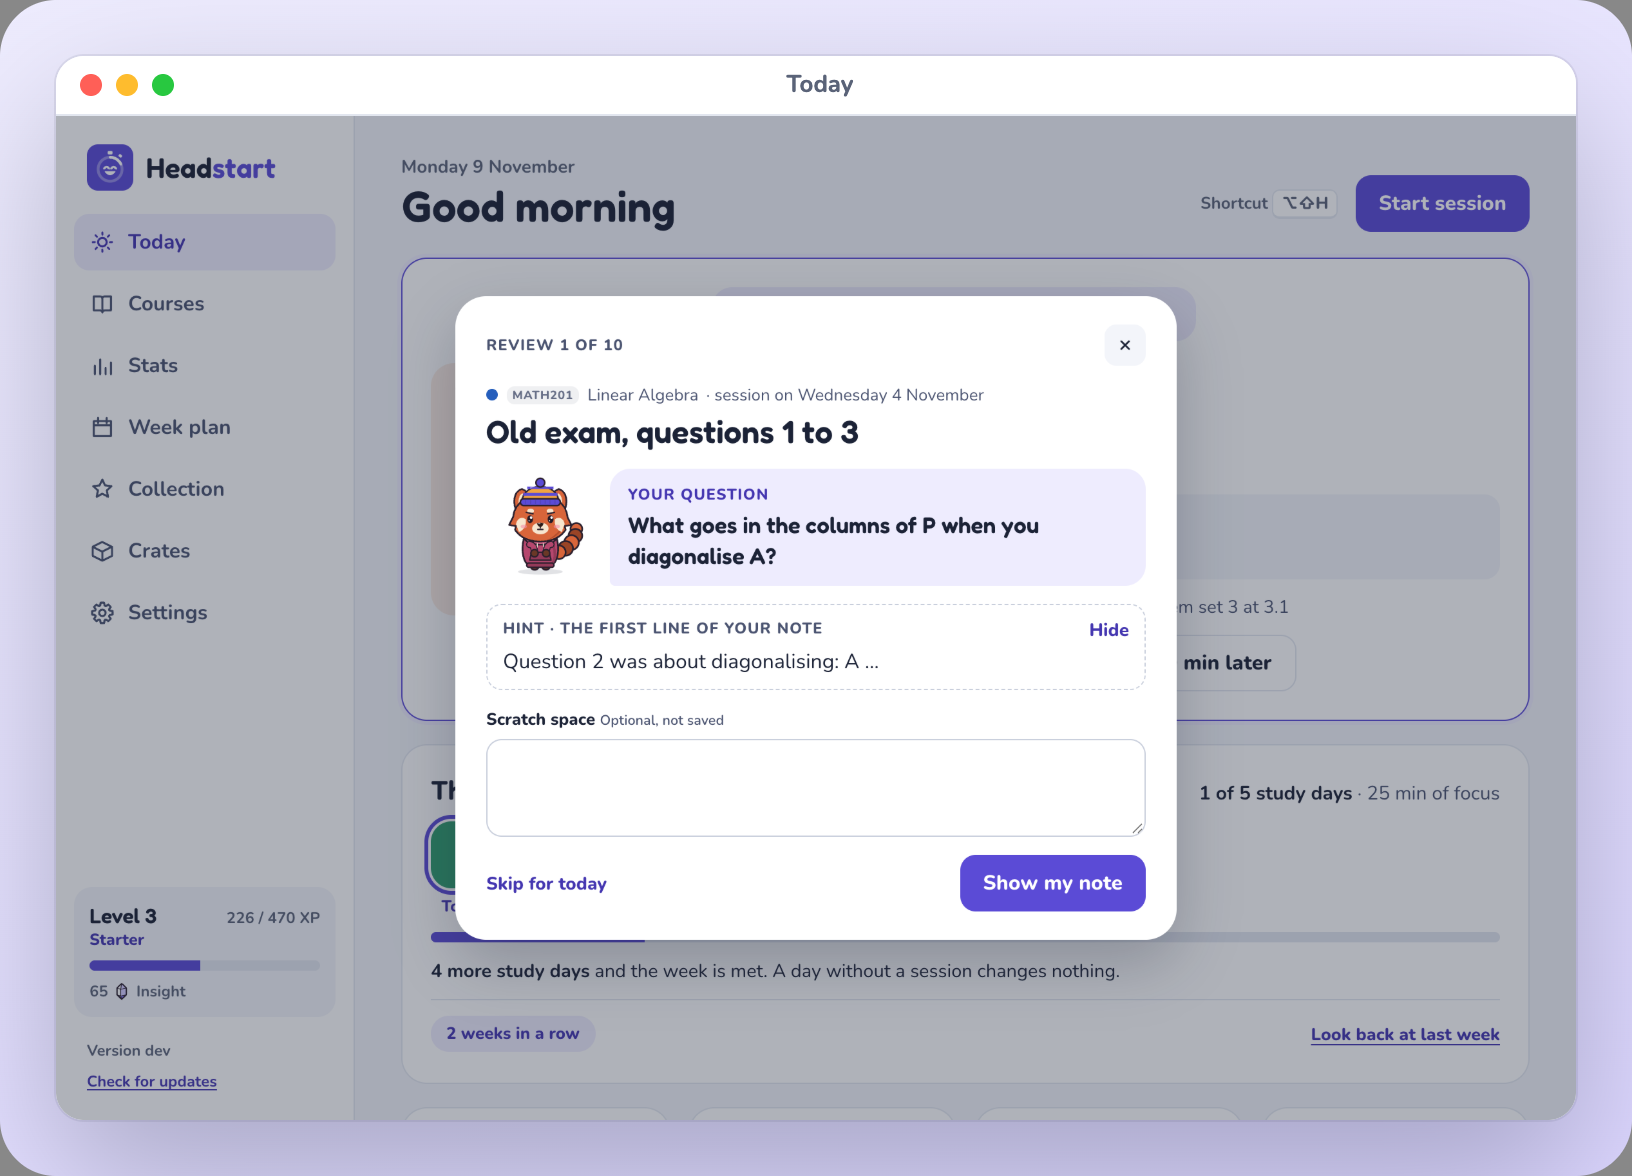 Today
Headstart
Today
Courses
Stats
Week plan
Collection
Crates
Settings
Level 3
226 / 470 XP
Starter
65 Insight
Version dev
Check for updates
Monday 9 November
Good morning
Shortcut ⌥⇧H
Start session
REVIEW 1 OF 10
MATH201 Linear Algebra · session on Wednesday 4 November
Old exam, questions 1 to 3
YOUR QUESTION
What goes in the columns of P when you
diagonalise A?
HINT · THE FIRST LINE OF YOUR NOTE
Hide
Question 2 was about diagonalising: A ...
Scratch space Optional, not saved
Skip for today
Show my note
set 3 at 3.1
min later
1 of 5 study days · 25 min of focus
4 more study days and the week is met. A day without a session changes nothing.
2 weeks in a row
Look back at last week